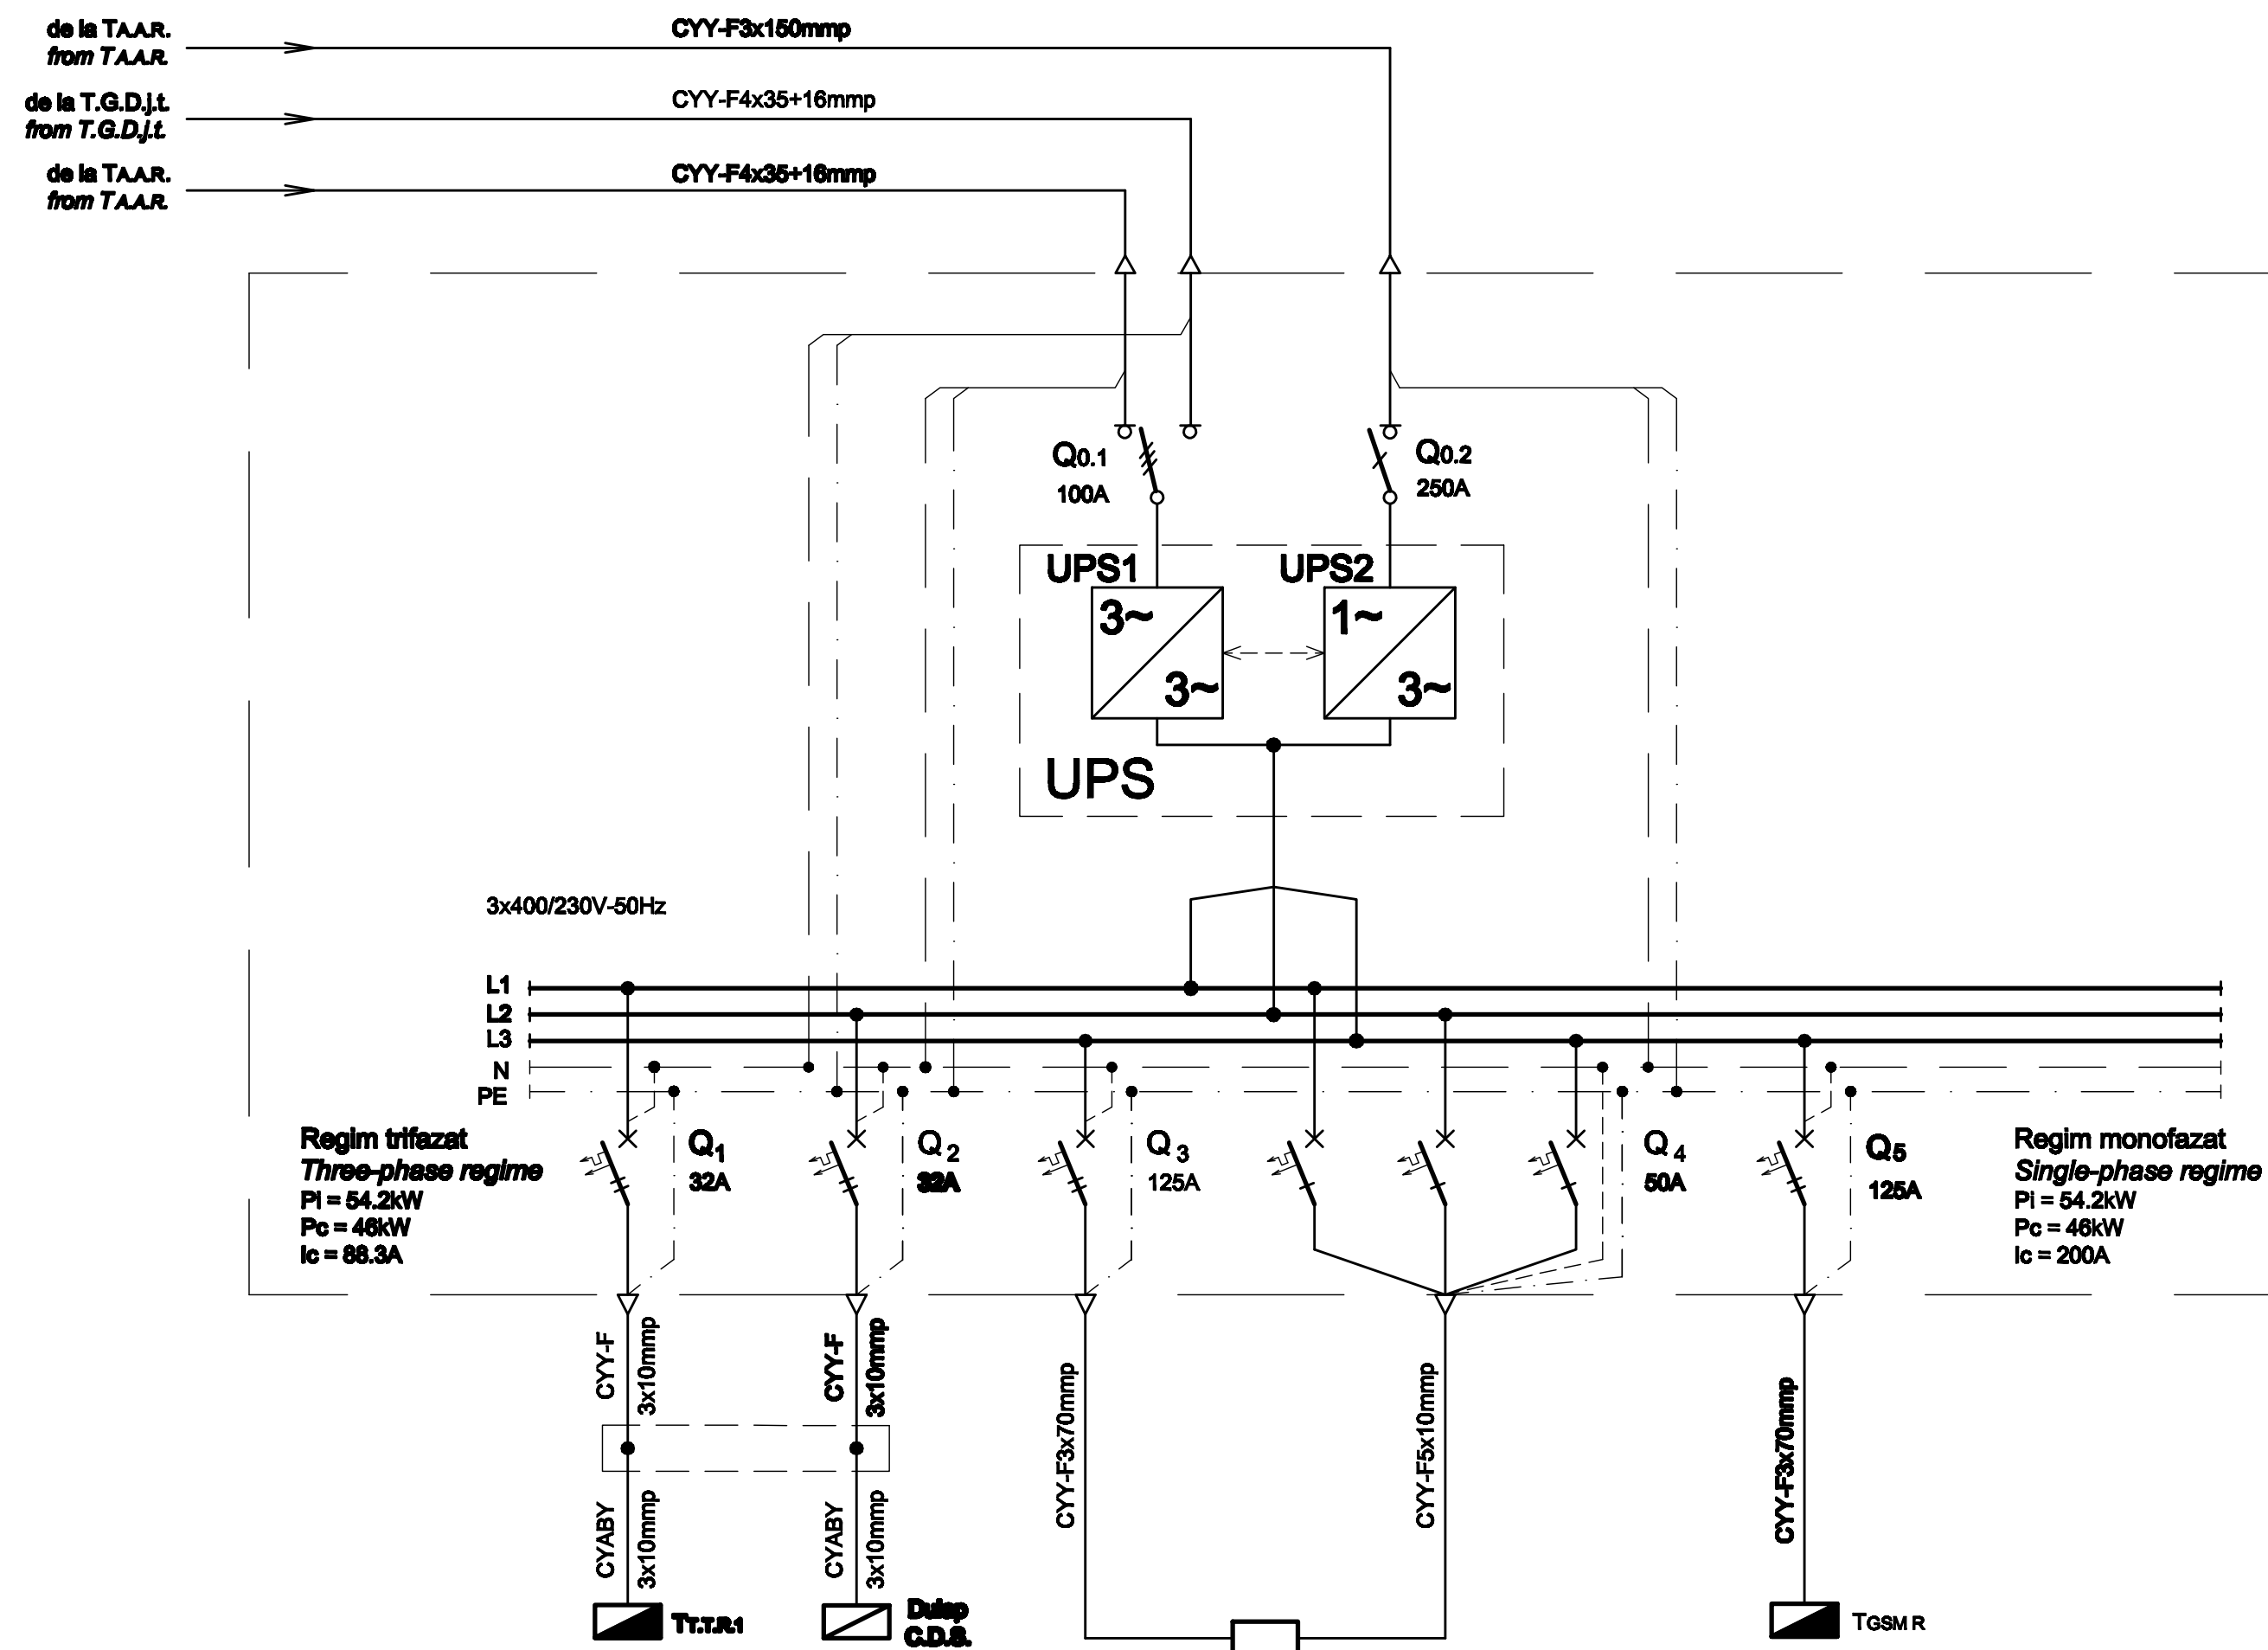 de la TA.A.R.
from TA.A.R.
CYY-F3x150mmp
de la T.G.D.j.t.
from T.G.D.j.t.
CYY-F4x35+16mmp
de la TA.A.R.
from TA.A.R.
CYY-F4x35+16mmp
Q0.1
100A
Q0.2
250A
UPS1
UPS2
3~
3~
1~
3~
UPS
3x400/230V-50Hz
L1
L2
L3
N
PE
Regim trifazat
Three-phase regime
Pi = 54.2kW
Pc = 46kW
Ic = 88.3A
Q1
32A
Q2
32A
Q3
125A
Q4
50A
Q5
125A
Regim monofazat
Single-phase regime
Pi = 54.2kW
Pc = 46kW
Ic = 200A
CYY-F
3x10mmp
CYY-F
3x10mmp
CYY-F3x70mmp
CYY-F5x10mmp
CYY-F3x70mmp
CYABY
3x10mmp
CYABY
3x10mmp
TT.T.R.1
Dulap
C.D.S.
TGSM R